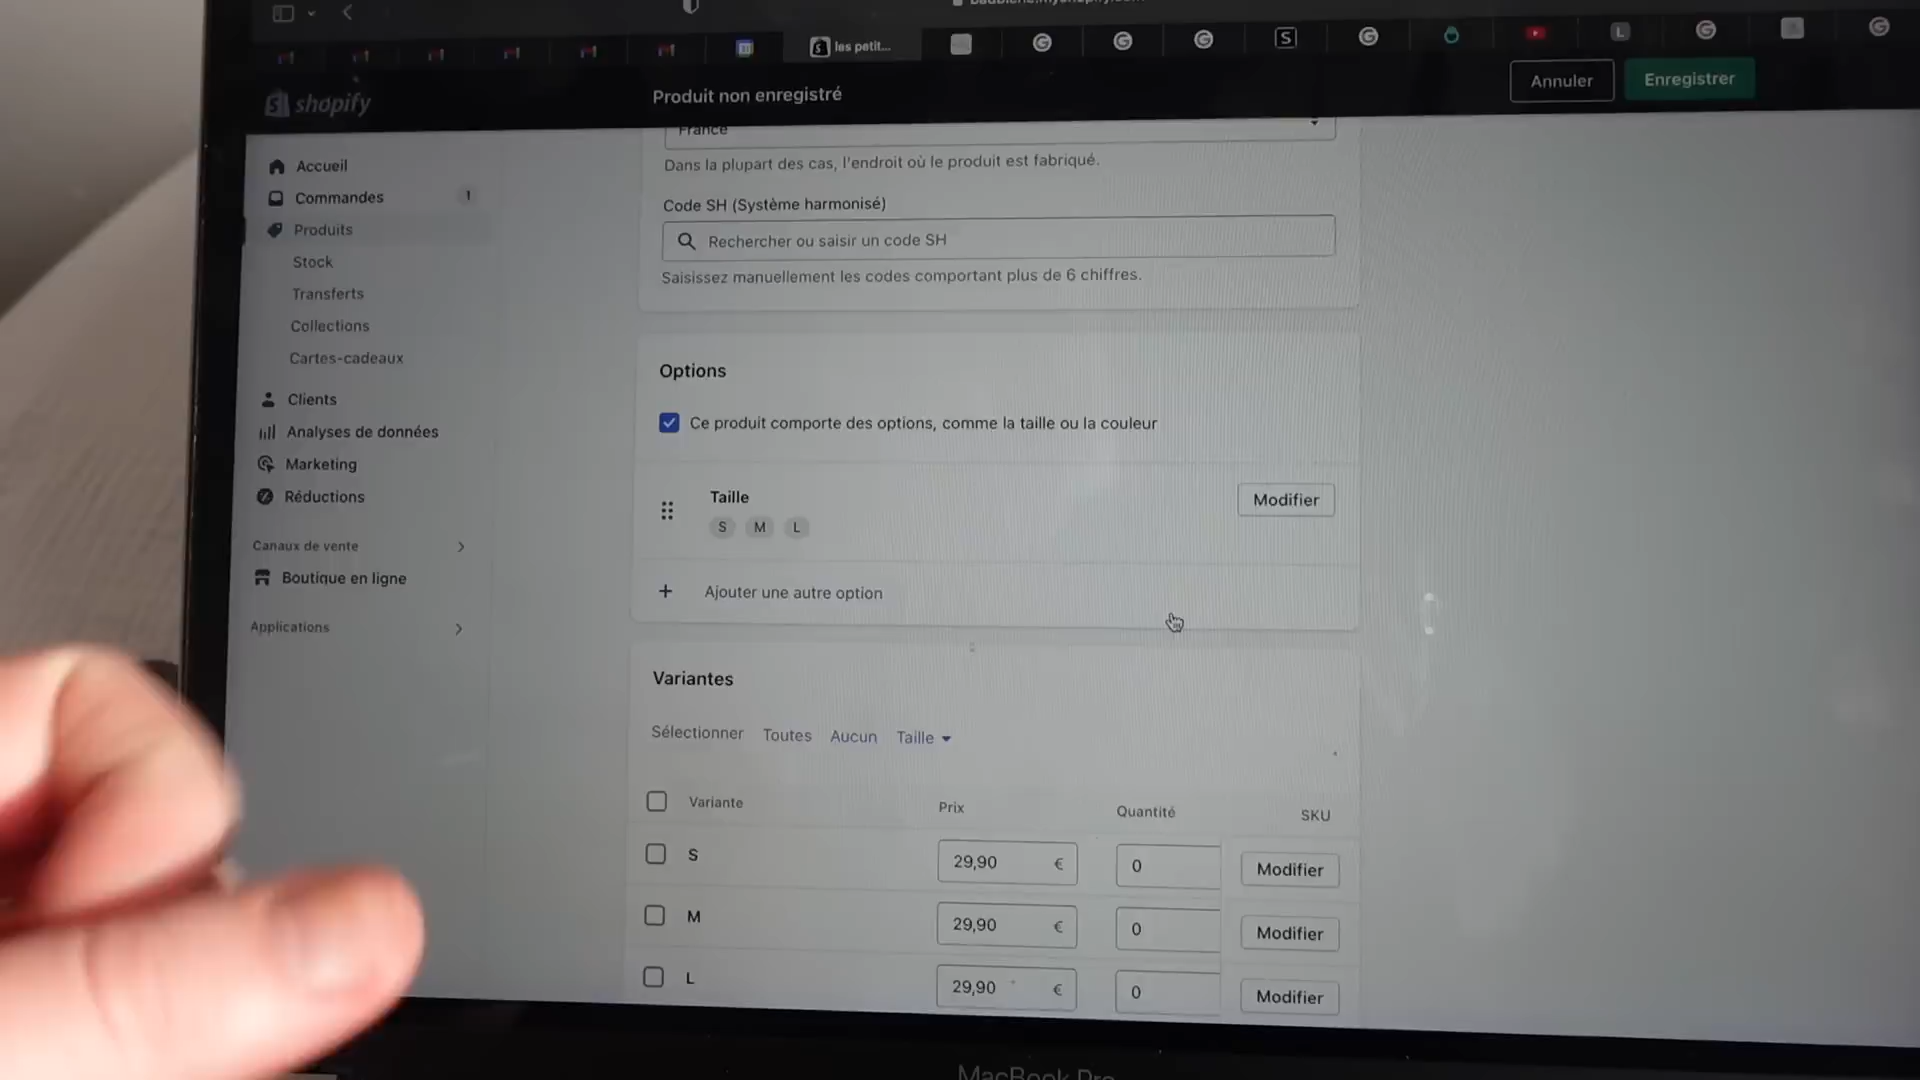 les petit...
shopify
Produit non enregistré
Annuler
Enregistrer
Accueil
Commandes
1
Produits
Stock
Transferts
Collections
Cartes-cadeaux
Clients
Analyses de données
Marketing
Réductions
Canaux de vente
Boutique en ligne
Applications
France
Dans la plupart des cas, l'endroit où le produit est fabriqué.
Code SH (Système harmonisé)
Rechercher ou saisir un code SH
Saisissez manuellement les codes comportant plus de 6 chiffres.
Options
Ce produit comporte des options, comme la taille ou la couleur
Taille
Modifier
S M L
+ Ajouter une autre option
Variantes
Sélectionner Toutes Aucun Taille
Variante Prix Quantité SKU
S 29,90 € 0 Modifier
M 29,90 € 0 Modifier
L 29,90 € 0 Modifier
MacBook Pro